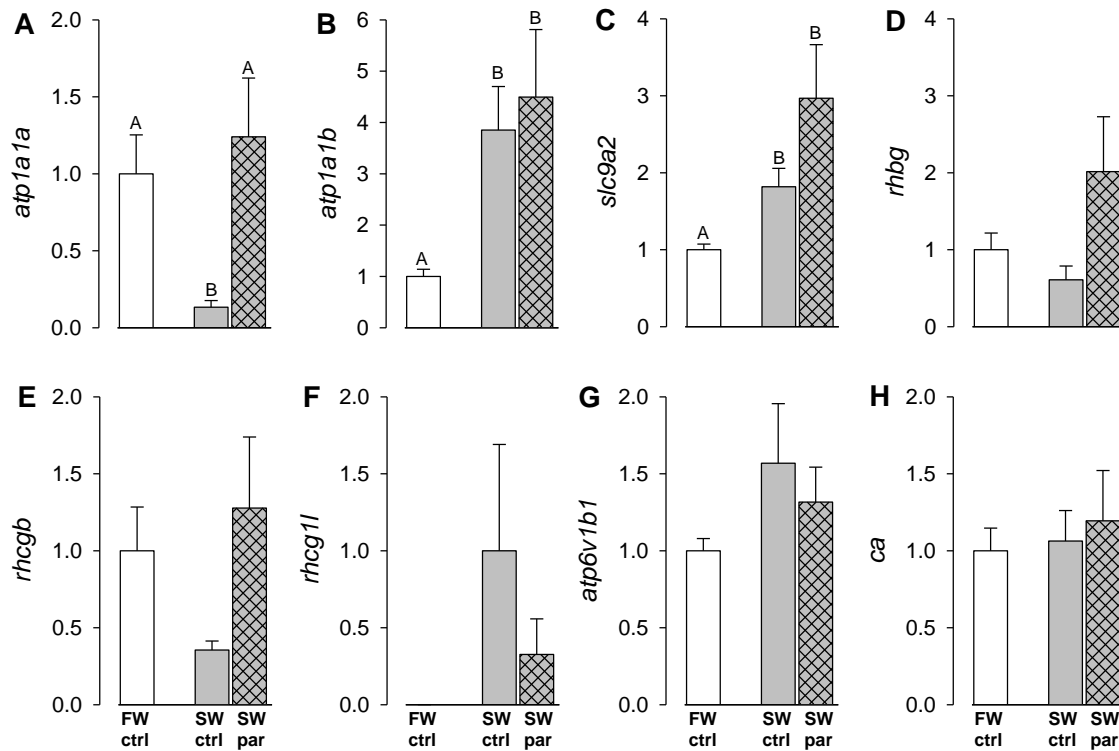 A
2.0
1.5
1.0
0.5
0.0
atp1a1a
A
B
A
B
6
5
4
3
2
1
0
atp1a1b
A
B
B
C
4
3
2
1
0
slc9a2
A
B
B
D
4
3
2
1
0
rhbg
E
2.0
1.5
1.0
0.5
0.0
rhcgb
FW ctrl
SW ctrl
SW par
F
2.0
1.5
1.0
0.5
0.0
rhcg1l
FW ctrl
SW ctrl
SW par
G
2.0
1.5
1.0
0.5
0.0
atp6v1b1
FW ctrl
SW ctrl
SW par
H
2.0
1.5
1.0
0.5
0.0
ca
FW ctrl
SW ctrl
SW par